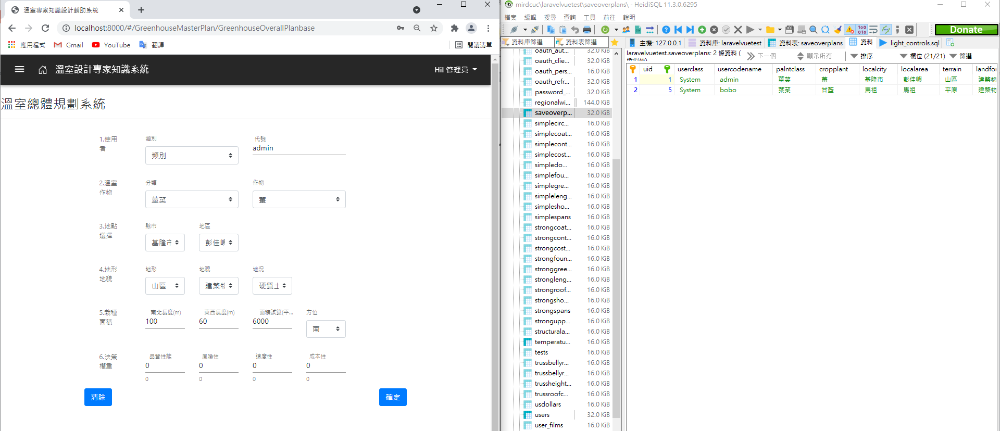 溫室專家知識設計輔助系統
localhost:8000/#/GreenhouseMasterPlan/GreenhouseOverallPlanbase
應用程式 Gmail YouTube 翻譯 閱讀清單
溫室設計專家知識系統 Hi! 管理員
溫室總體規劃系統
1.使用者 類別 代號
類別 admin
2.溫室作物 分類 作物
莖菜 薑
3.地點選擇 縣市 地區
基隆市 彭佳嶼
4.地形地貌 地形 地貌 地況
山區 建築物 硬質土
5.栽種面積 南北長度(m) 東西長度(m) 面積試算(平... 方位
100 60 6000 南
6.決策權重 品質性能 風險性 速度性 成本性
0 0 0 0
0 0 0 0
清除 確定
mirdcuc\laravelvuetest\saveoverplans\ - HeidiSQL 11.3.0.6295
檔案 編輯 搜尋 查詢 工具 前往 說明
Donate
資料庫篩選 資料表篩選
主機: 127.0.0.1 資料庫: laravelvuetest 資料表: saveoverplans 資料 light_controls.sql
laravelvuetest.saveoverplans: 2 條資料 (近似值) 下一個 顯示所有 排序 欄位 (21/21) 篩選
uid userclass usercodename palntclass cropplant localcity localarea terrain landfor
1 1 System admin 莖菜 薑 基隆市 彭佳嶼 山區 建築物
2 5 System bobo 葉菜 甘藍 馬祖 馬祖 平原 建築物
oauth_aut... 32.0 KiB
oauth_clie... 32.0 KiB
oauth_pers... 16.0 KiB
oauth_refr... 32.0 KiB
password_... 32.0 KiB
regionalwi... 144.0 KiB
saveoverp... 32.0 KiB
simplecirc... 16.0 KiB
simplecoat... 16.0 KiB
simplecont... 16.0 KiB
simplecost... 16.0 KiB
simpledo... 16.0 KiB
simplefou... 16.0 KiB
simplegre... 16.0 KiB
simpleleng... 16.0 KiB
simplesho... 16.0 KiB
simplespans 16.0 KiB
strongcoat... 16.0 KiB
strongcont... 16.0 KiB
strongcost... 16.0 KiB
strongfoun... 16.0 KiB
stronggree... 16.0 KiB
strongleng... 16.0 KiB
strongroof... 16.0 KiB
strongsho... 16.0 KiB
strongspans 16.0 KiB
strongupp... 16.0 KiB
structurala... 16.0 KiB
temperatu... 16.0 KiB
tests 16.0 KiB
trussbellyr... 16.0 KiB
trussbellyr... 16.0 KiB
trussheight... 16.0 KiB
trussroofc... 16.0 KiB
usdollars 16.0 KiB
users 32.0 KiB
user_films 16.0 KiB